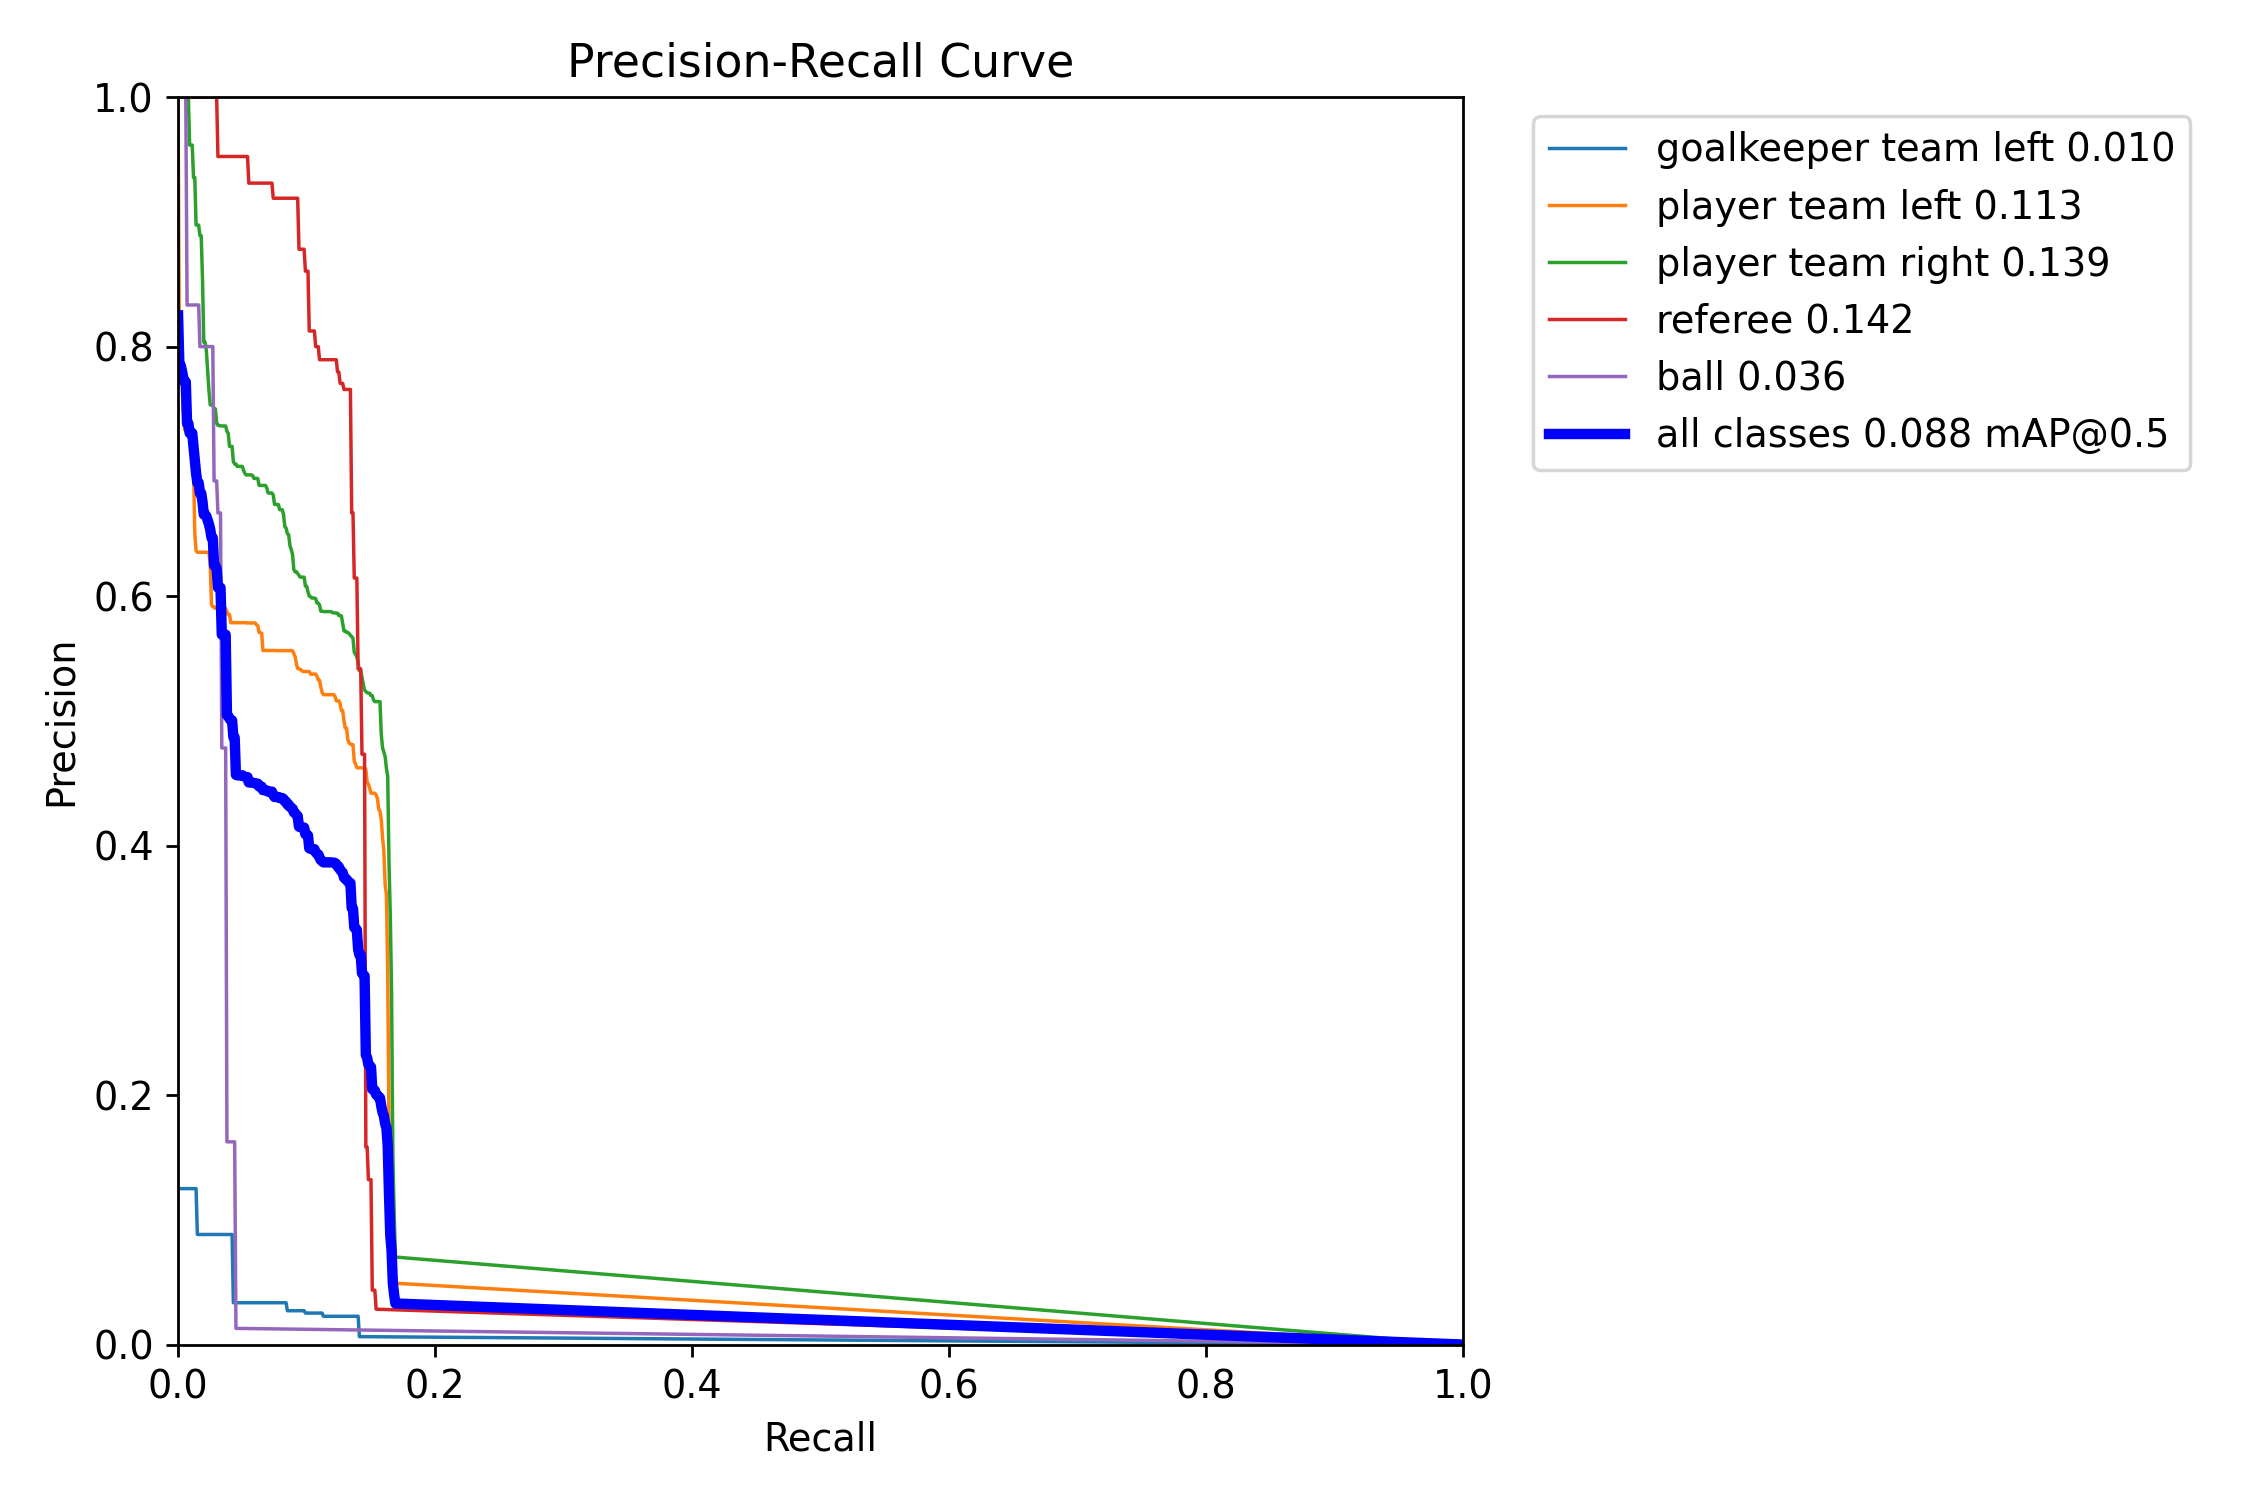 Precision-Recall Curve
1.0
0.8
0.6
0.4
0.2
0.0
Precision
0.0 0.2 0.4 0.6 0.8 1.0
Recall
goalkeeper team left 0.010
player team left 0.113
player team right 0.139
referee 0.142
ball 0.036
all classes 0.088 mAP@0.5